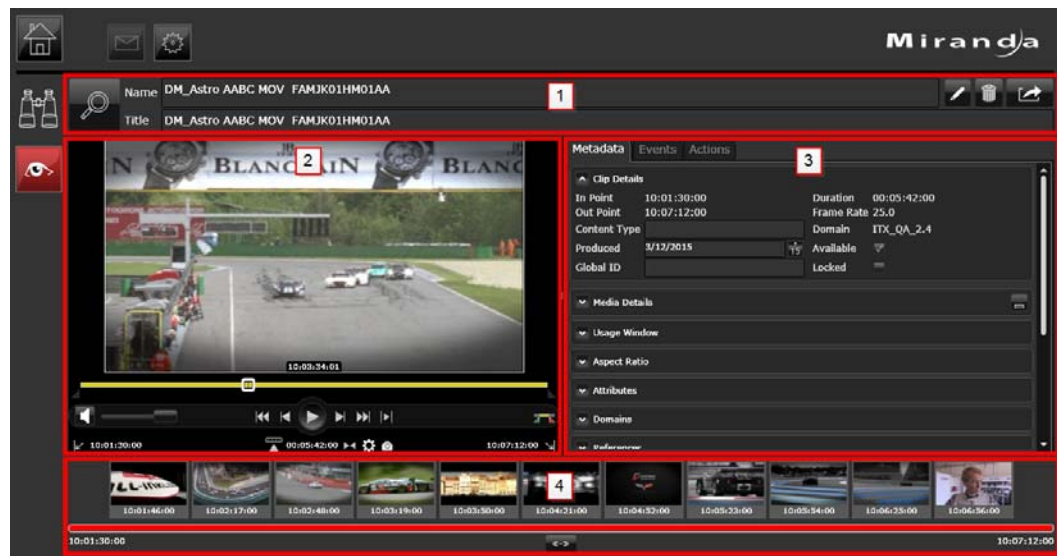 Miranda
Name DM_Astro AABC MOV FAMJK01HM01AA
1
Title DM_Astro AABC MOV FAMJK01HM01AA
BLANCPAIN
2
BLANC
10:03:34:01
10:01:30:00
00:05:42:00
10:07:12:00
Metadata Events Actions
3
Clip Details
In Point 10:01:30:00 Duration 00:05:42:00
Out Point 10:07:12:00 Frame Rate 25.0
Content Type Domain ITX_QA_2.4
Produced 3/12/2015 15 Available
Global ID Locked
Media Details
Usage Window
Aspect Ratio
Attributes
Domains
References
4
10:01:46:00 10:02:17:00 10:02:48:00 10:03:19:00 10:03:50:00 10:04:21:00 10:04:52:00 10:05:23:00 10:05:54:00 10:06:25:00 10:06:56:00
10:01:30:00 <-> 10:07:12:00